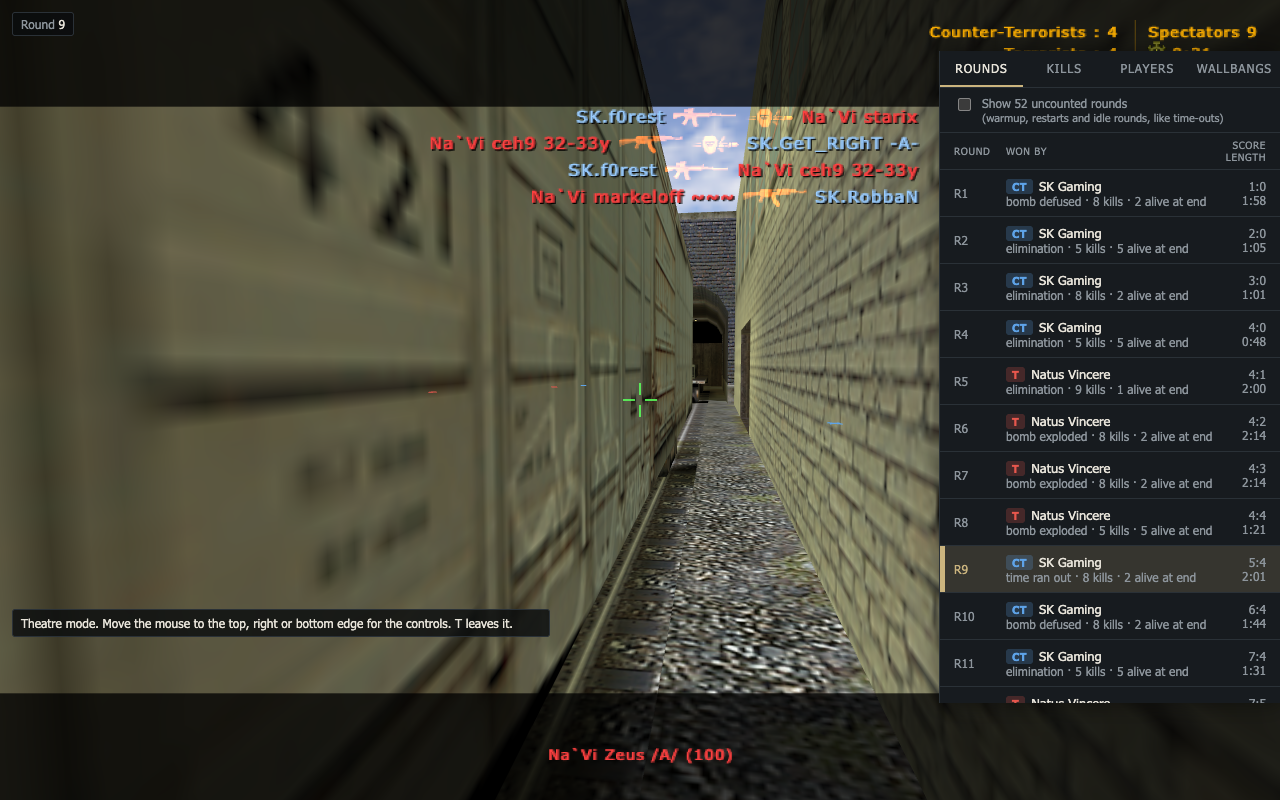 Round 9
Counter-Terrorists : 4
Spectators 9
ROUNDS KILLS PLAYERS WALLBANGS
Show 52 uncounted rounds
(warmup, restarts and idle rounds, like time-outs)
ROUND WON BY SCORE LENGTH
SK.f0rest Na`Vi starix
Na`Vi ceh9 32-33y SK.GeT_RiGhT -A-
SK.f0rest Na`Vi ceh9 32-33y
Na`Vi markeloff ~~~ SK.RobbaN
R1 CT SK Gaming 1:0
bomb defused · 8 kills · 2 alive at end 1:58
R2 CT SK Gaming 2:0
elimination · 5 kills · 5 alive at end 1:05
R3 CT SK Gaming 3:0
elimination · 8 kills · 2 alive at end 1:01
R4 CT SK Gaming 4:0
elimination · 5 kills · 5 alive at end 0:48
R5 T Natus Vincere 4:1
elimination · 9 kills · 1 alive at end 2:00
R6 T Natus Vincere 4:2
bomb exploded · 8 kills · 2 alive at end 2:14
R7 T Natus Vincere 4:3
bomb exploded · 8 kills · 2 alive at end 2:14
R8 T Natus Vincere 4:4
bomb exploded · 5 kills · 5 alive at end 1:21
R9 CT SK Gaming 5:4
time ran out · 8 kills · 2 alive at end 2:01
R10 CT SK Gaming 6:4
bomb defused · 8 kills · 2 alive at end 1:44
R11 CT SK Gaming 7:4
elimination · 5 kills · 5 alive at end 1:31
T Natus Vincere 7:5
4
21
Theatre mode. Move the mouse to the top, right or bottom edge for the controls. T leaves it.
Na`Vi Zeus /A/ (100)